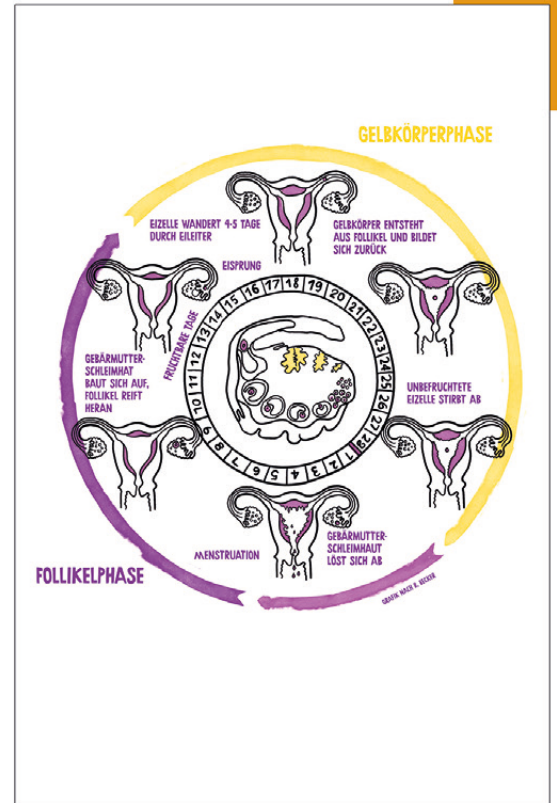 GELBKÖRPERPHASE
EIZELLE WANDERT 4-5 TAGE
DURCH EILEITER
GELBKÖRPER ENTSTEHT
AUS FOLLIKEL UND BILDET
SICH ZURÜCK
EISPRUNG
FRUCHTBARE TAGE
GEBÄRMUTTER-
SCHLEIMHAT
BAUT SICH AUF,
FOLLIKEL REIFT
HERAN
UNBEFRUCHTETE
EIZELLE STIRBT AB
1 2 3 4 5 6 7 8 9 10 11 12 13 14 15 16 17 18 19 20 21 22 23 24 25 26 27 28
MENSTRUATION
GEBÄRMUTTER-
SCHLEIMHAUT
LÖST SICH AB
FOLLIKELPHASE
GRAFIK NACH R. BECKER